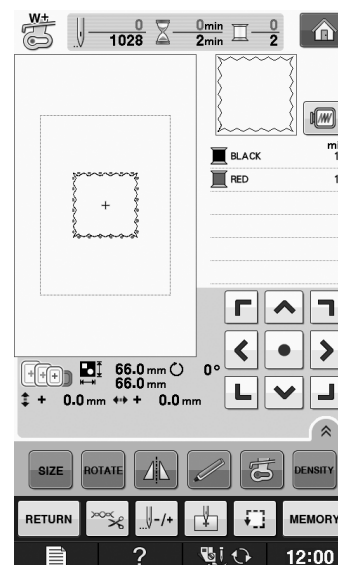 W+
0 0min 0
1028 2min 2
mi
BLACK 1
RED 1
66.0 mm 0°
66.0 mm
+ 0.0 mm + 0.0 mm
SIZE ROTATE DENSITY
RETURN -/+ MEMORY
? 12:00